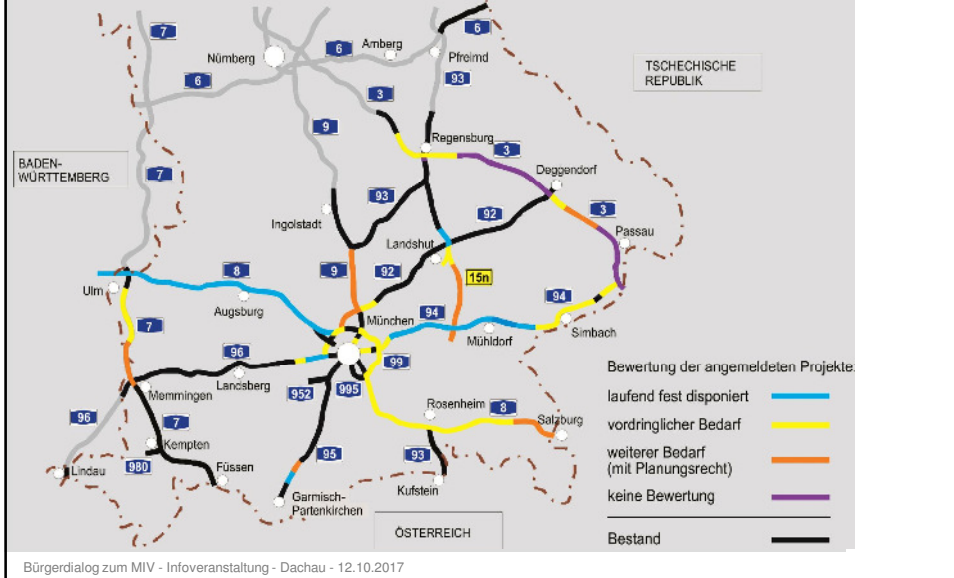 7
6
Nürnberg
6
Amberg
Pfreimd
6
93
3
TSCHECHISCHE
REPUBLIK
9
Regensburg
3
BADEN-
WÜRTTEMBERG
7
Deggendorf
93
92
3
Ingolstadt
Passau
Landshut
8
9
92
15n
Ulm
94
94
Augsburg
München
7
Mühldorf
Simbach
96
99
Landsberg
952
995
Memmingen
Rosenheim
8
Salzburg
96
7
Kempten
95
93
980
Lindau
Füssen
Kufstein
Garmisch-
Partenkirchen
ÖSTERREICH
Bewertung der angemeldeten Projekte:
laufend fest disponiert
vordringlicher Bedarf
weiterer Bedarf
(mit Planungsrecht)
keine Bewertung
Bestand
Bürgerdialog zum MIV - Infoveranstaltung - Dachau - 12.10.2017